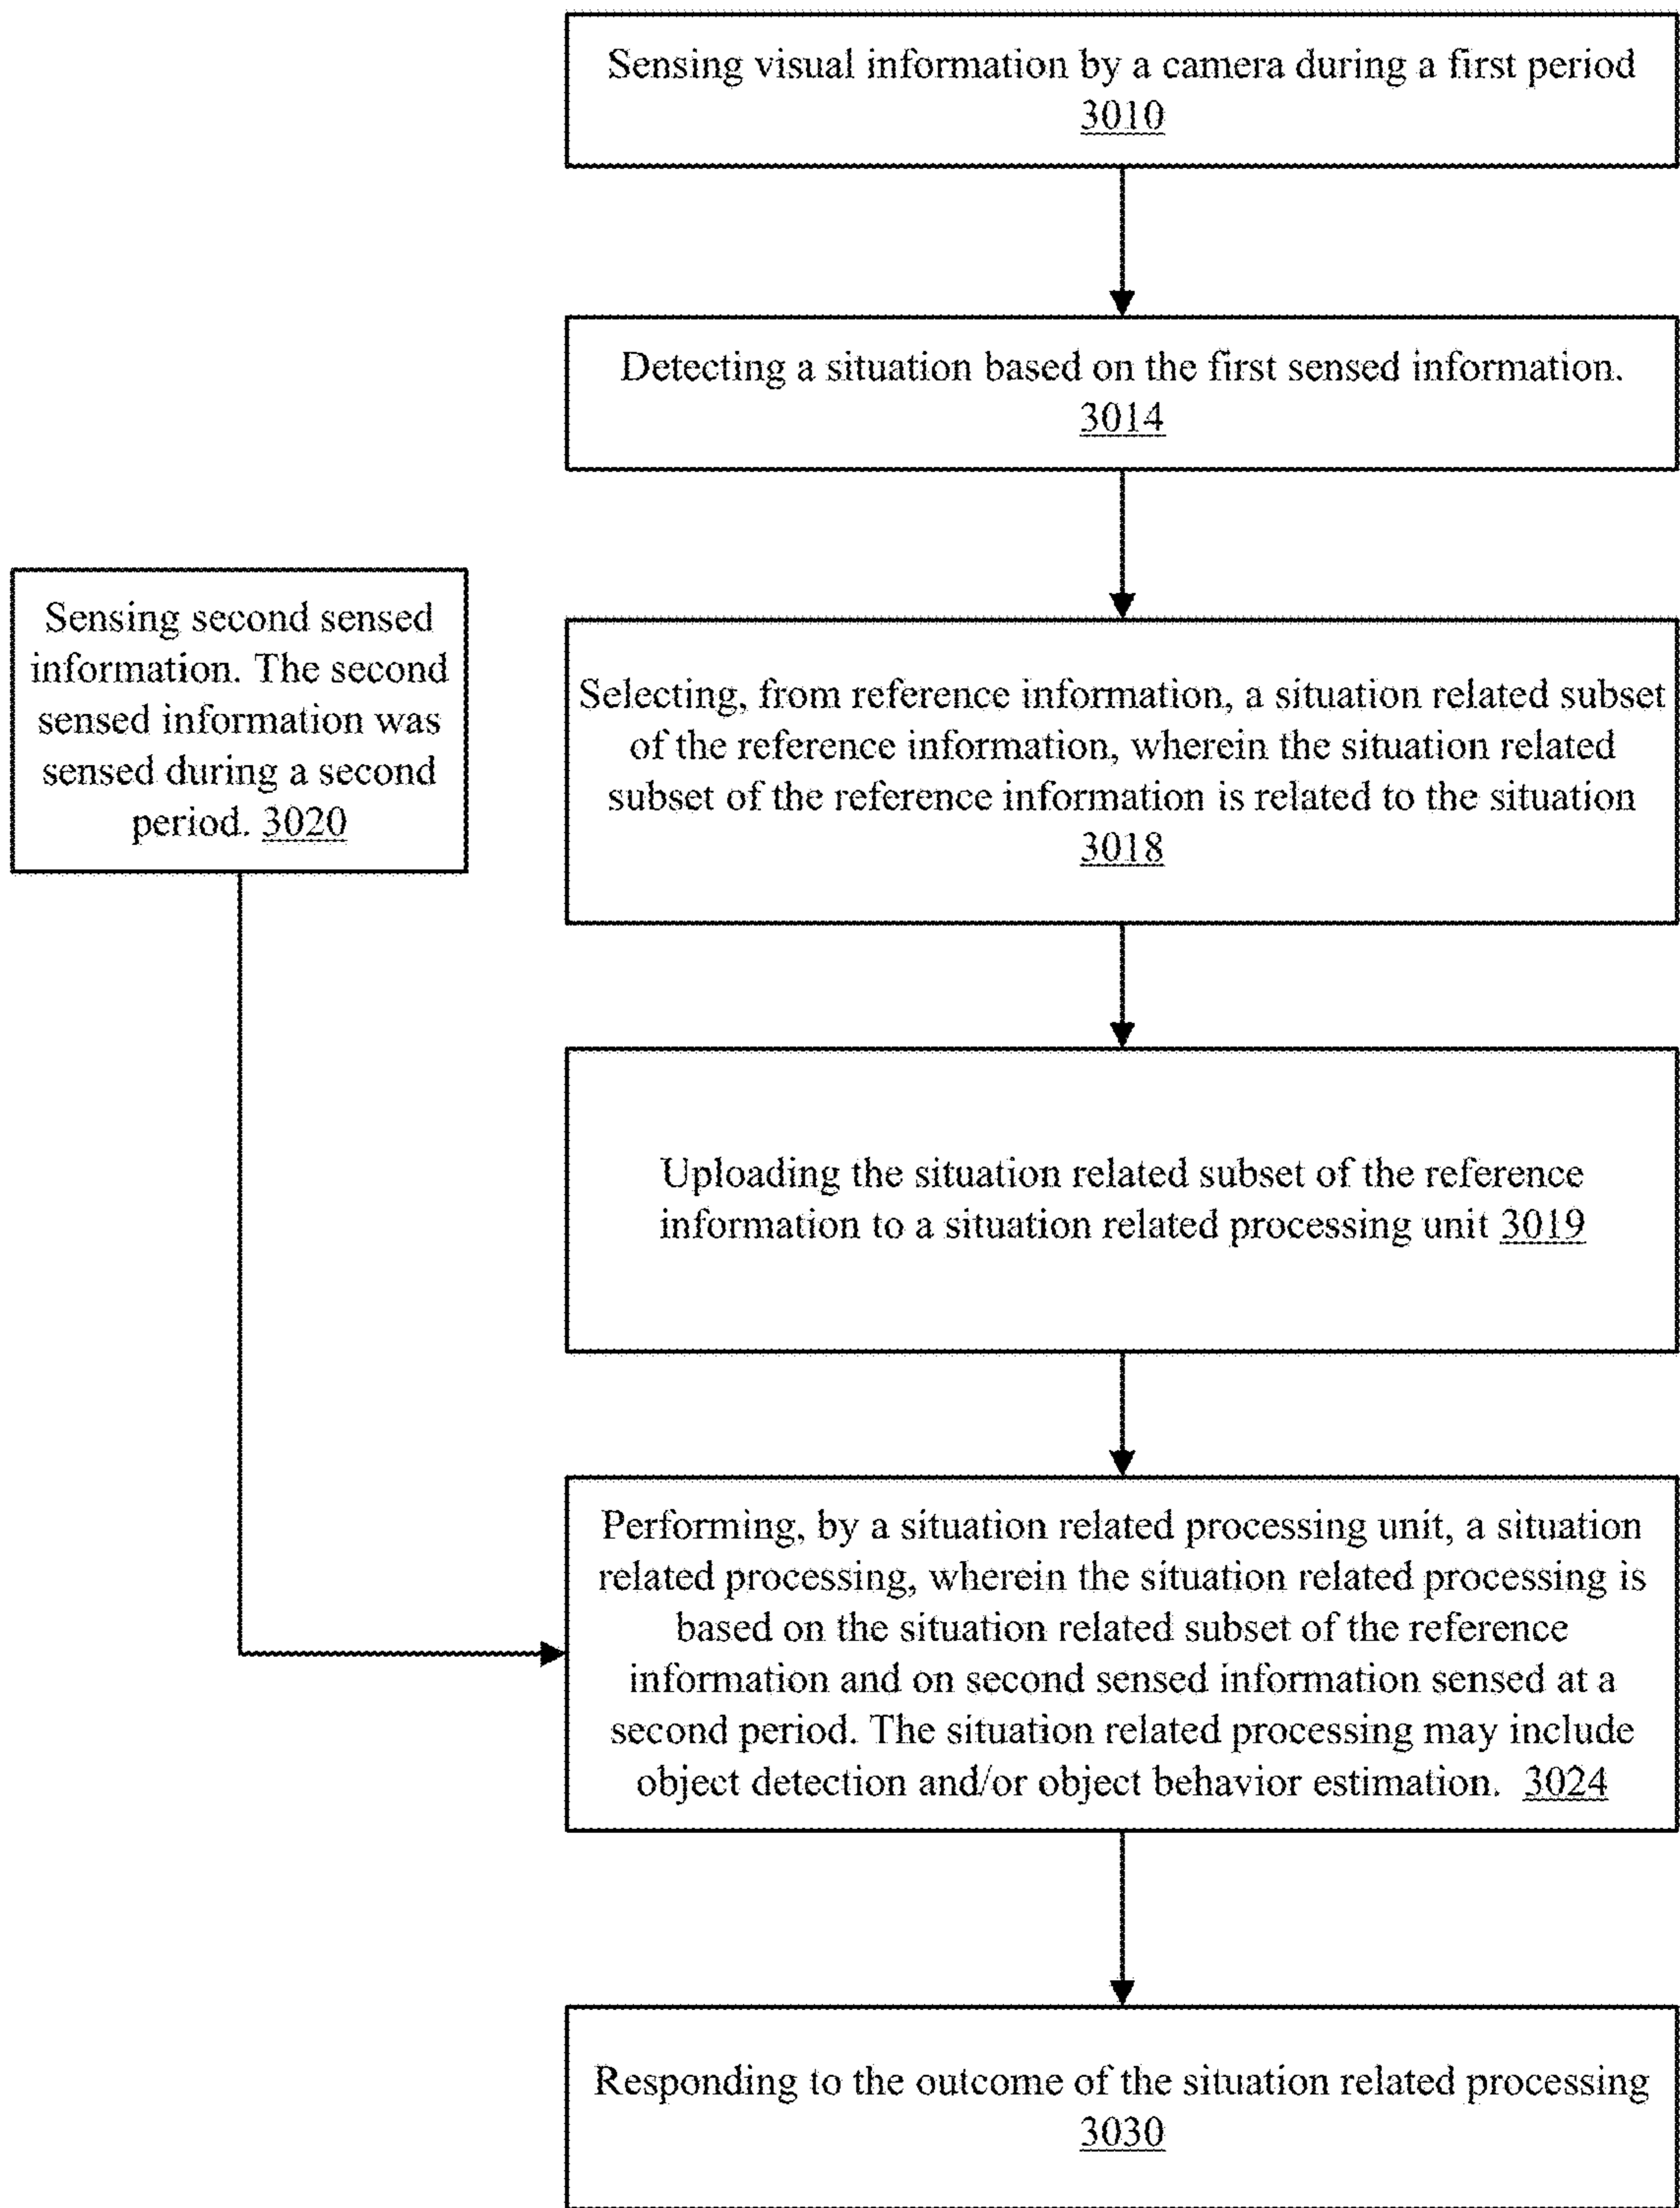 Sensing visual information by a camera during a first period
3010
Detecting a situation based on the first sensed information.
3014
Sensing second sensed
information. The second
sensed information was
sensed during a second
period. 3020
Selecting, from reference information, a situation related subset
of the reference information, wherein the situation related
subset of the reference information is related to the situation
3018
Uploading the situation related subset of the reference
information to a situation related processing unit 3019
Performing, by a situation related processing unit, a situation
related processing, wherein the situation related processing is
based on the situation related subset of the reference
information and on second sensed information sensed at a
second period. The situation related processing may include
object detection and/or object behavior estimation. 3024
Responding to the outcome of the situation related processing
3030